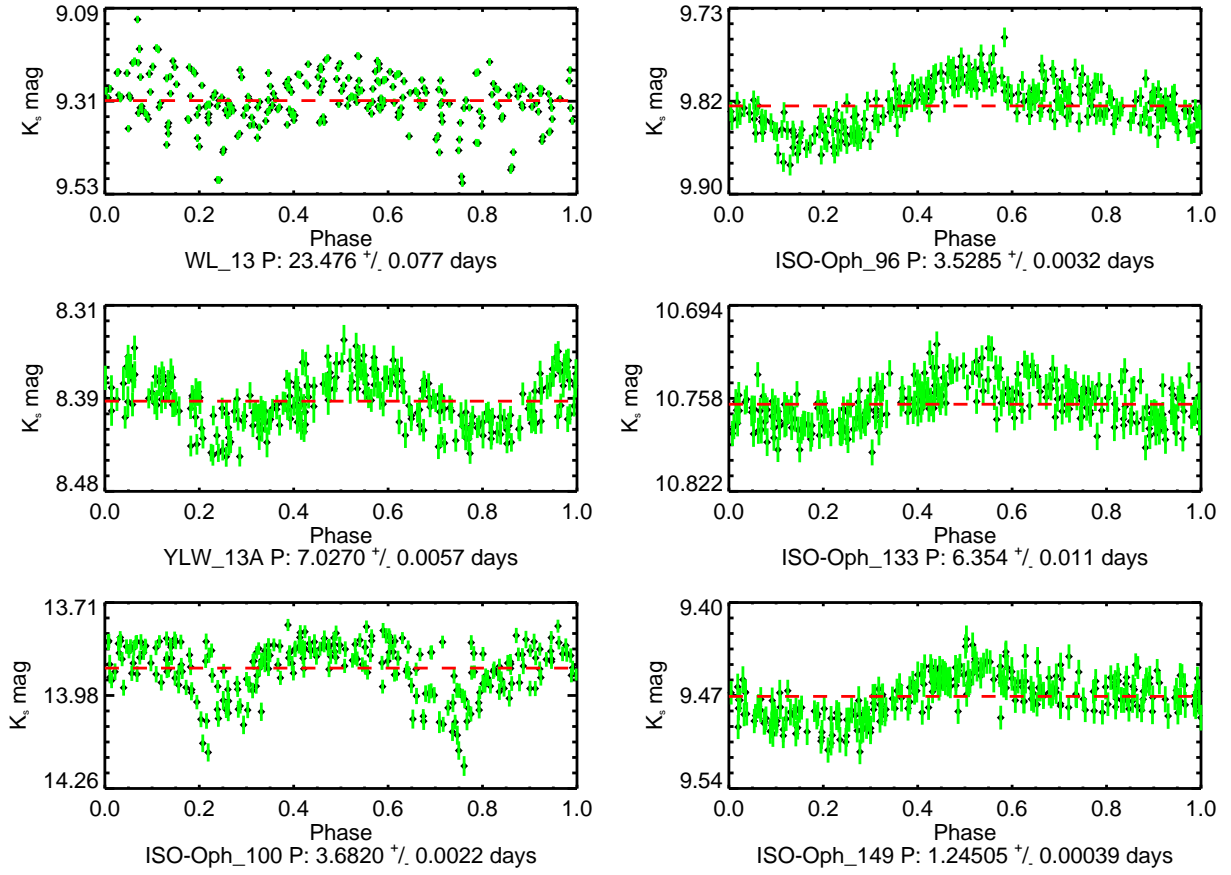 9.09
9.31
9.53
K_s mag
0.0 0.2 0.4 0.6 0.8 1.0
Phase
WL_13 P: 23.476 +/- 0.077 days
9.73
9.82
9.90
K_s mag
0.0 0.2 0.4 0.6 0.8 1.0
Phase
ISO-Oph_96 P: 3.5285 +/- 0.0032 days
8.31
8.39
8.48
K_s mag
0.0 0.2 0.4 0.6 0.8 1.0
Phase
YLW_13A P: 7.0270 +/- 0.0057 days
10.694
10.758
10.822
K_s mag
0.0 0.2 0.4 0.6 0.8 1.0
Phase
ISO-Oph_133 P: 6.354 +/- 0.011 days
13.71
13.98
14.26
K_s mag
0.0 0.2 0.4 0.6 0.8 1.0
Phase
ISO-Oph_100 P: 3.6820 +/- 0.0022 days
9.40
9.47
9.54
K_s mag
0.0 0.2 0.4 0.6 0.8 1.0
Phase
ISO-Oph_149 P: 1.24505 +/- 0.00039 days